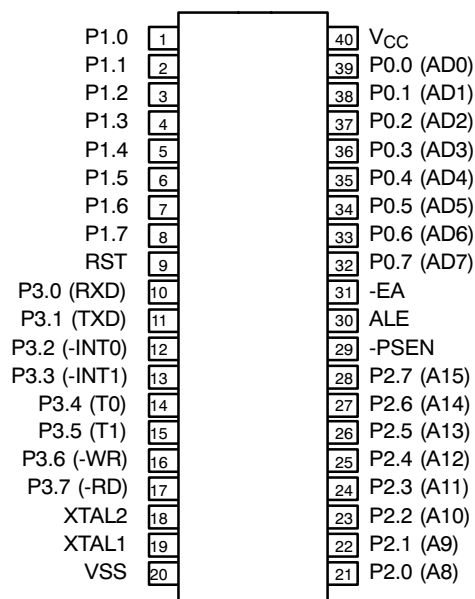 P1.0 1 40 VCC
P1.1 2 39 P0.0 (AD0)
P1.2 3 38 P0.1 (AD1)
P1.3 4 37 P0.2 (AD2)
P1.4 5 36 P0.3 (AD3)
P1.5 6 35 P0.4 (AD4)
P1.6 7 34 P0.5 (AD5)
P1.7 8 33 P0.6 (AD6)
RST 9 32 P0.7 (AD7)
P3.0 (RXD) 10 31 -EA
P3.1 (TXD) 11 30 ALE
P3.2 (-INT0) 12 29 -PSEN
P3.3 (-INT1) 13 28 P2.7 (A15)
P3.4 (T0) 14 27 P2.6 (A14)
P3.5 (T1) 15 26 P2.5 (A13)
P3.6 (-WR) 16 25 P2.4 (A12)
P3.7 (-RD) 17 24 P2.3 (A11)
XTAL2 18 23 P2.2 (A10)
XTAL1 19 22 P2.1 (A9)
VSS 20 21 P2.0 (A8)